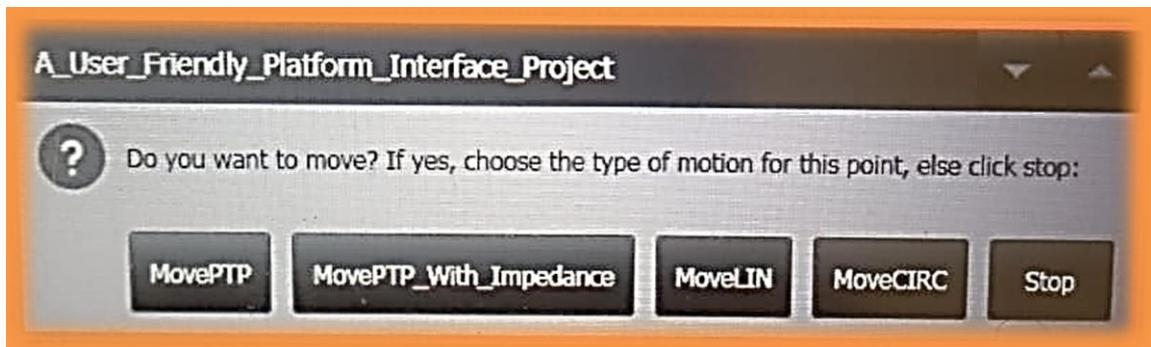 A_User_Friendly_Platform_Interface_Project
?
Do you want to move? If yes, choose the type of motion for this point, else click stop:
MovePTP MovePTP_With_Impedance MoveLIN MoveCIRC Stop